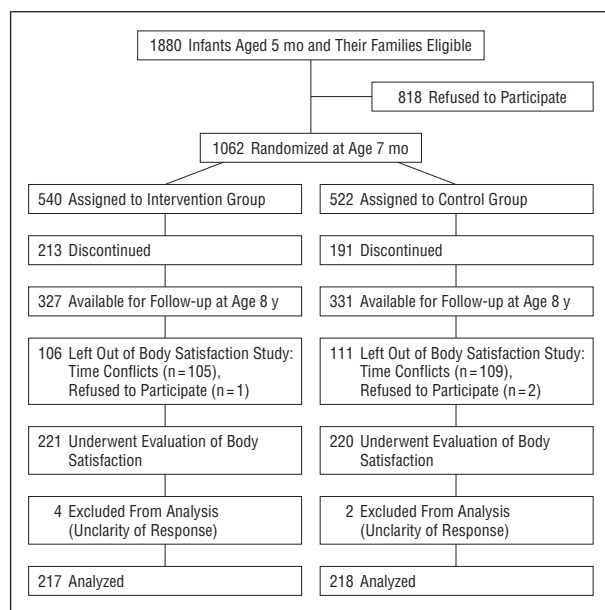 1880 Infants Aged 5 mo and Their Families Eligible
818 Refused to Participate
1062 Randomized at Age 7 mo
540 Assigned to Intervention Group
522 Assigned to Control Group
213 Discontinued
191 Discontinued
327 Available for Follow-up at Age 8 y
331 Available for Follow-up at Age 8 y
106 Left Out of Body Satisfaction Study:
Time Conflicts (n=105),
Refused to Participate (n=1)
111 Left Out of Body Satisfaction Study:
Time Conflicts (n=109),
Refused to Participate (n=2)
221 Underwent Evaluation of Body
Satisfaction
220 Underwent Evaluation of Body
Satisfaction
4 Excluded From Analysis
(Unclarity of Response)
2 Excluded From Analysis
(Unclarity of Response)
217 Analyzed
218 Analyzed